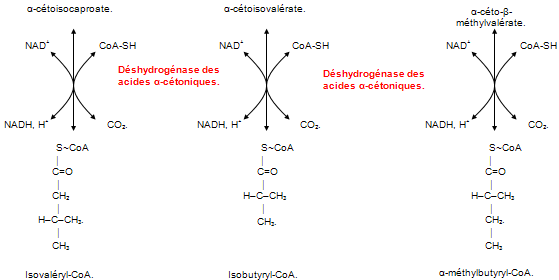 α-cétoisocaproate.
α-cétoisovalérate.
α-céto-β-
méthylvalérate.
NAD⁺ CoA-SH
NAD⁺ CoA-SH
NAD⁺ CoA-SH
Déshydrogénase des
acides α-cétoniques.
Déshydrogénase des
acides α-cétoniques.
NADH, H⁺ CO₂.
NADH, H⁺ CO₂.
NADH, H⁺ CO₂.
S~CoA
C=O
CH₂
H–C–CH₃.
CH₃
Isovaléryl-CoA.
S~CoA
C=O
H–C–CH₃
CH₃.
Isobutyryl-CoA.
S~CoA
C=O
H–C–CH₃
CH₂.
CH₃
α-méthylbutyryl-CoA.